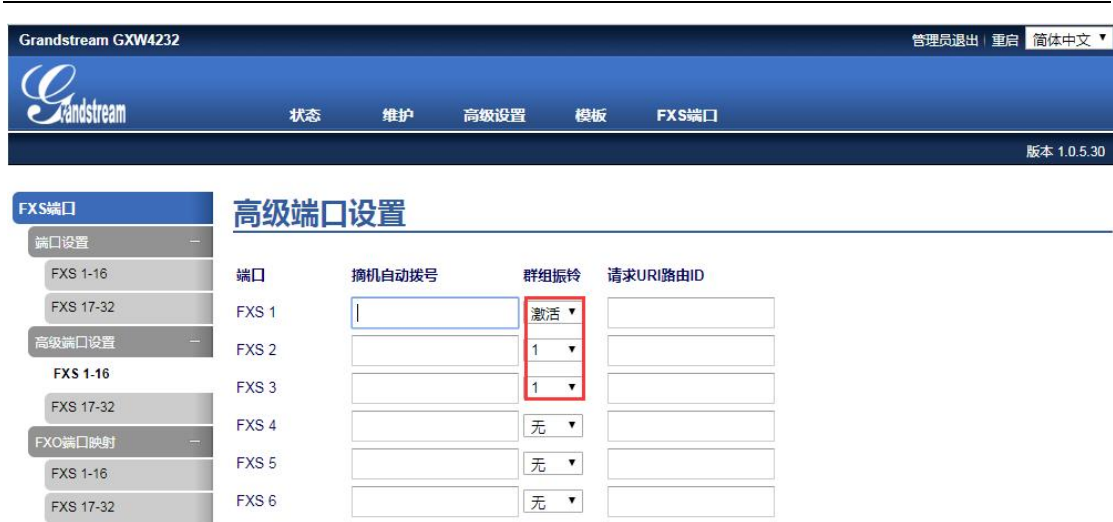 Grandstream GXW4232 管理员退出 | 重启 简体中文
Grandstream
状态 维护 高级设置 模板 FXS端口
版本 1.0.5.30
FXS端口
端口设置
FXS 1-16
FXS 17-32
高级端口设置
FXS 1-16
FXS 17-32
FXO端口映射
FXS 1-16
FXS 17-32
高级端口设置
端口 摘机自动拨号 群组振铃 请求URI路由ID
FXS 1 激活
FXS 2 1
FXS 3 1
FXS 4 无
FXS 5 无
FXS 6 无